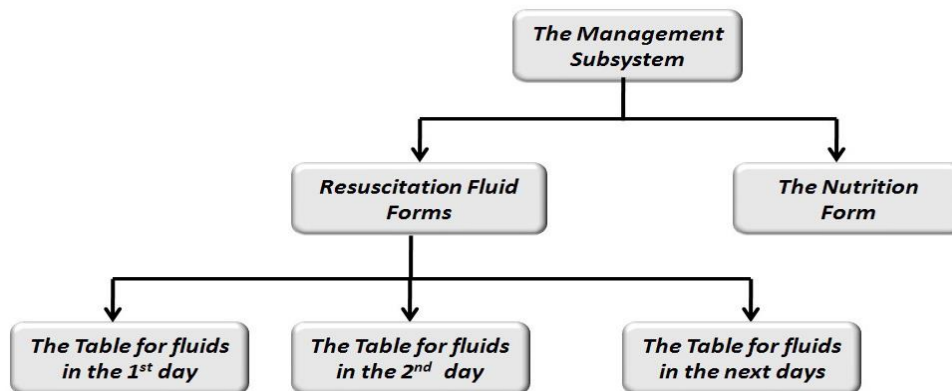 The Management
Subsystem
Resuscitation Fluid
Forms
The Nutrition
Form
The Table for fluids
in the 1st day
The Table for fluids
in the 2nd day
The Table for fluids
in the next days